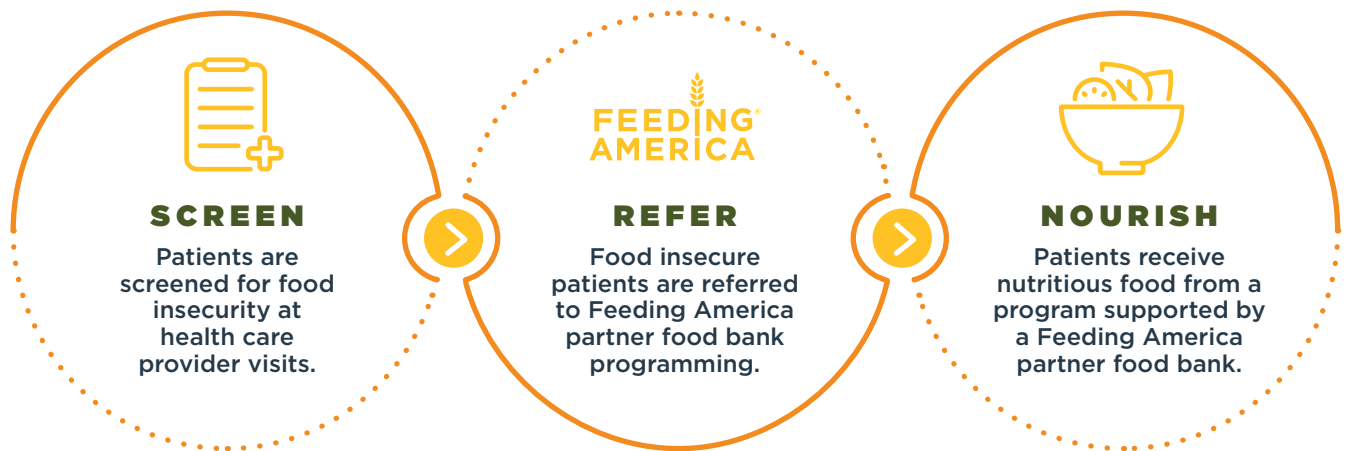 SCREEN
Patients are
screened for food
insecurity at
health care
provider visits.
FEEDING®
AMERICA
REFER
Food insecure
patients are referred
to Feeding America
partner food bank
programming.
NOURISH
Patients receive
nutritious food from a
program supported by
a Feeding America
partner food bank.